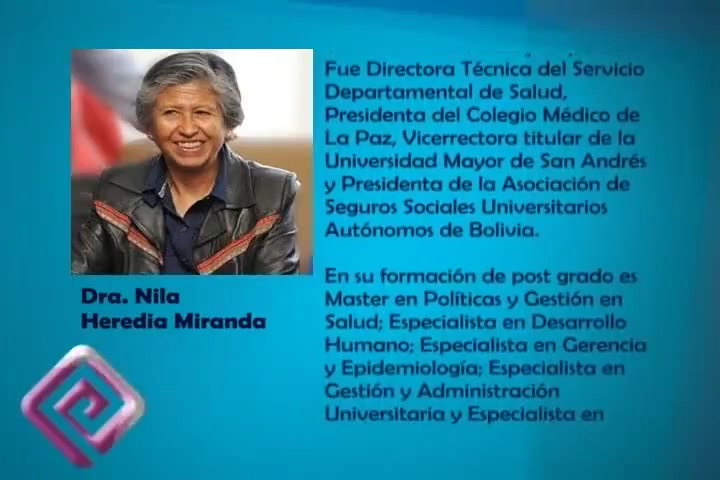 Fue Directora Técnica del Servicio
Departamental de Salud,
Presidenta del Colegio Médico de
La Paz, Vicerrectora titular de la
Universidad Mayor de San Andrés
y Presidenta de la Asociación de
Seguros Sociales Universitarios
Autónomos de Bolivia.
En su formación de post grado es
Master en Políticas y Gestión en
Salud; Especialista en Desarrollo
Humano; Especialista en Gerencia
y Epidemiología; Especialista en
Gestión y Administración
Universitaria y Especialista en
Dra. Nila
Heredia Miranda